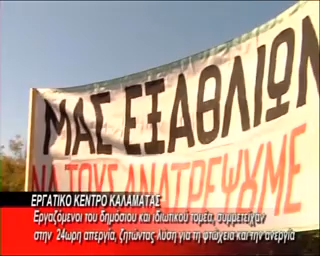 ΜΑΣ ΕΞΑΘΛΙΩΝ
ΝΑ ΤΟΥΣ ΑΝΑΤΡΕΨΧΜΕ
ΕΡΓΑΤΙΚΟ ΚΕΝΤΡΟ ΚΑΛΑΜΑΤΑΣ
Εργαζόμενοι του δημόσιου και ιδιωτικού τομέα, συμμετείχαν
στην 24ωρη απεργία, ζητώντας λύση για τη φτώχεια και την ανεργία